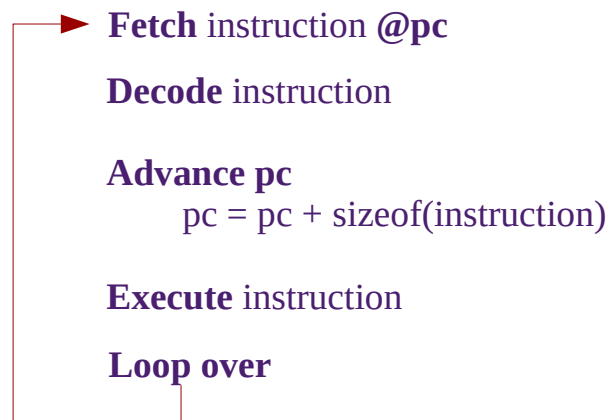 Fetch instruction @pc
Decode instruction
Advance pc
pc = pc + sizeof(instruction)
Execute instruction
Loop over